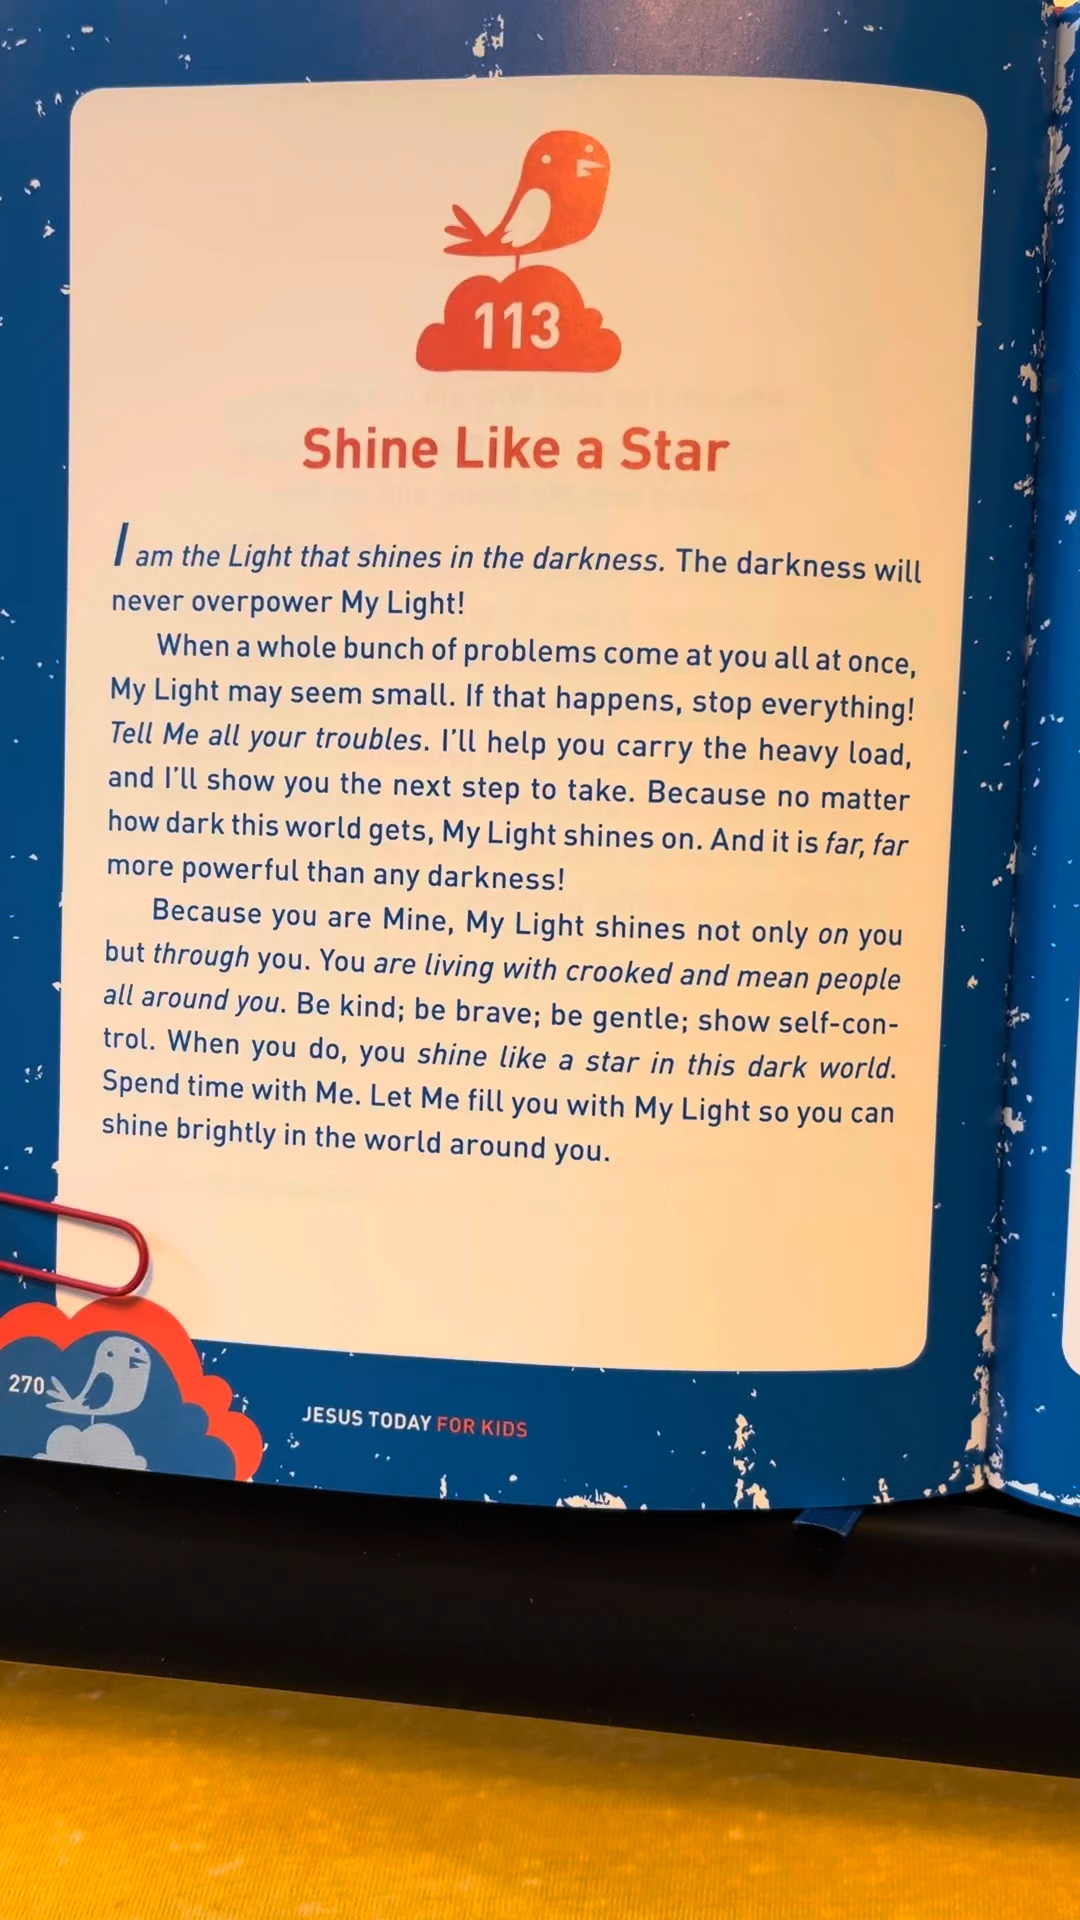 113
Shine Like a Star
I am the Light that shines in the darkness. The darkness will
never overpower My Light!
When a whole bunch of problems come at you all at once,
My Light may seem small. If that happens, stop everything!
Tell Me all your troubles. I'll help you carry the heavy load,
and I'll show you the next step to take. Because no matter
how dark this world gets, My Light shines on. And it is far, far
more powerful than any darkness!
Because you are Mine, My Light shines not only on you
but through you. You are living with crooked and mean people
all around you. Be kind; be brave; be gentle; show self-con-
trol. When you do, you shine like a star in this dark world.
Spend time with Me. Let Me fill you with My Light so you can
shine brightly in the world around you.
270
JESUS TODAY FOR KIDS